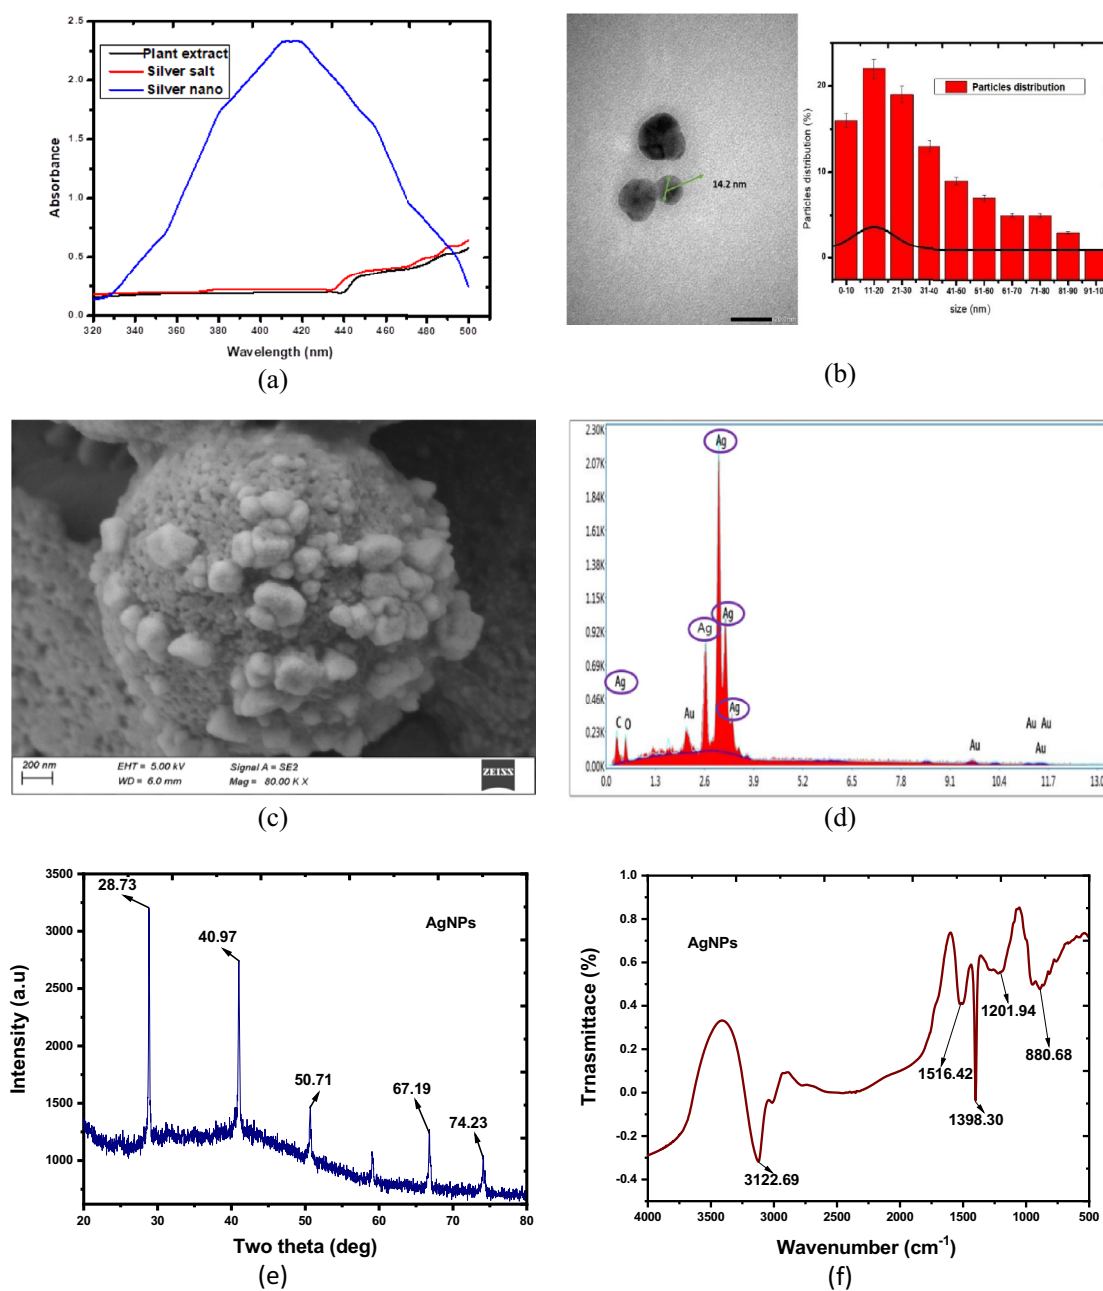 2.5
2.0
1.5
1.0
0.5
0.0
Absorbance
Plant extract
Silver salt
Silver nano
320 340 360 380 400 420 440 460 480 500
Wavelength (nm)
(a)
14.2 nm
20
10
0
Particles distribution (%)
Particles distribution
0-10 11-20 21-30 31-40 41-50 51-60 61-70 71-80 81-90 91-10
size (nm)
(b)
200 nm
EHT = 5.00 kV
Signal A = SE2
WD = 6.0 mm
Mag = 80.00 K X
ZEISS
(c)
2.30K
2.07K
1.84K
1.61K
1.38K
1.15K
0.92K
0.69K
0.46K
0.23K
0.00K
Ag
Ag
Ag
Ag
Ag
C O
Au
Au
Au Au
Au
0.0 1.3 2.6 3.9 5.2 6.5 7.8 9.1 10.4 11.7 13.0
(d)
3500
3000
2500
2000
1500
1000
Intensity (a.u)
28.73
40.97
50.71
67.19
74.23
AgNPs
20 30 40 50 60 70 80
Two theta (deg)
(e)
1.0
0.8
0.6
0.4
0.2
0.0
-0.2
-0.4
Trnasmittace (%)
AgNPs
3122.69
1516.42
1398.30
1201.94
880.68
4000 3500 3000 2500 2000 1500 1000 500
Wavenumber (cm⁻¹)
(f)